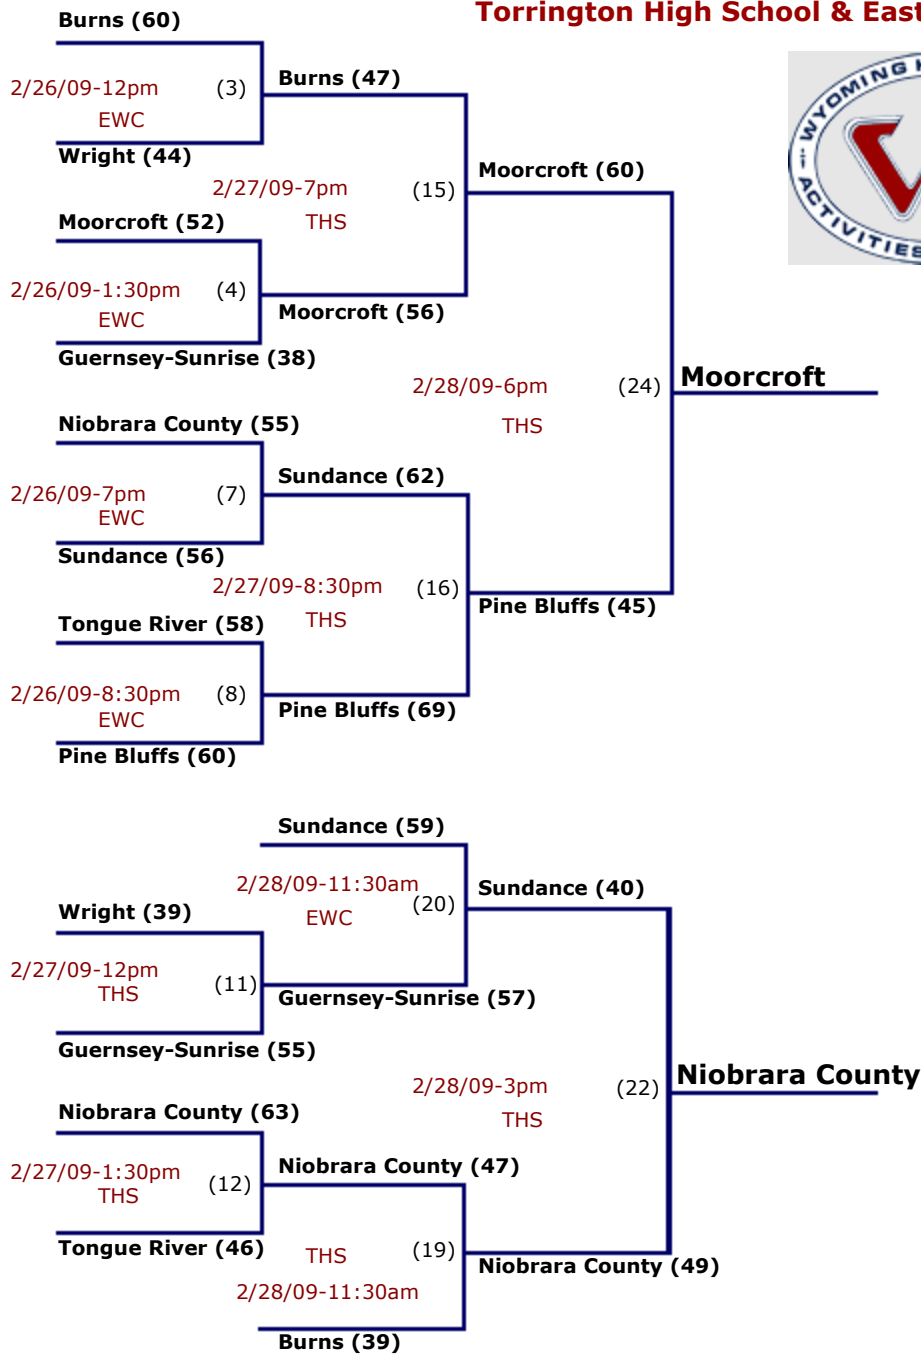 Torrington High School & East
Burns (60)
2/26/09-12pm (3)
EWC
Wright (44)
Burns (47)
2/27/09-7pm (15)
THS
Moorcroft (52)
2/26/09-1:30pm (4)
EWC
Guernsey-Sunrise (38)
Moorcroft (56)
Moorcroft (60)
WYOMING H
ACTIVITIES
2/28/09-6pm (24)
THS
Moorcroft
Niobrara County (55)
2/26/09-7pm (7)
EWC
Sundance (56)
Sundance (62)
2/27/09-8:30pm (16)
THS
Pine Bluffs (45)
Tongue River (58)
2/26/09-8:30pm (8)
EWC
Pine Bluffs (60)
Pine Bluffs (69)
Sundance (59)
2/28/09-11:30am (20)
EWC
Sundance (40)
Wright (39)
2/27/09-12pm (11)
THS
Guernsey-Sunrise (57)
Guernsey-Sunrise (55)
2/28/09-3pm (22)
THS
Niobrara County
Niobrara County (63)
2/27/09-1:30pm (12)
THS
Niobrara County (47)
Tongue River (46)
THS (19)
2/28/09-11:30am
Niobrara County (49)
Burns (39)